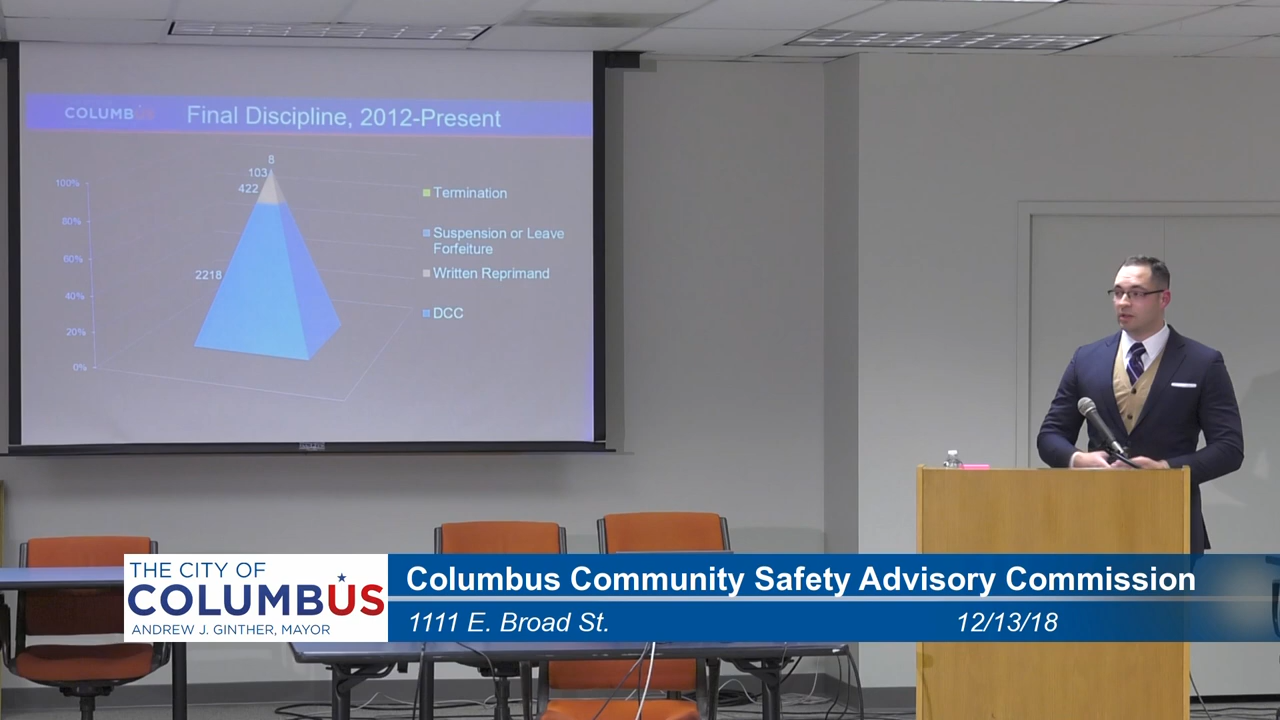 COLUMBUS
Final Discipline, 2012-Present
8
103
422
2218
100%
80%
60%
40%
20%
0%
Termination
Suspension or Leave
Forfeiture
Written Reprimand
DCC
THE CITY OF
COLUMBUS
ANDREW J. GINTHER, MAYOR
Columbus Community Safety Advisory Commission
1111 E. Broad St.
12/13/18